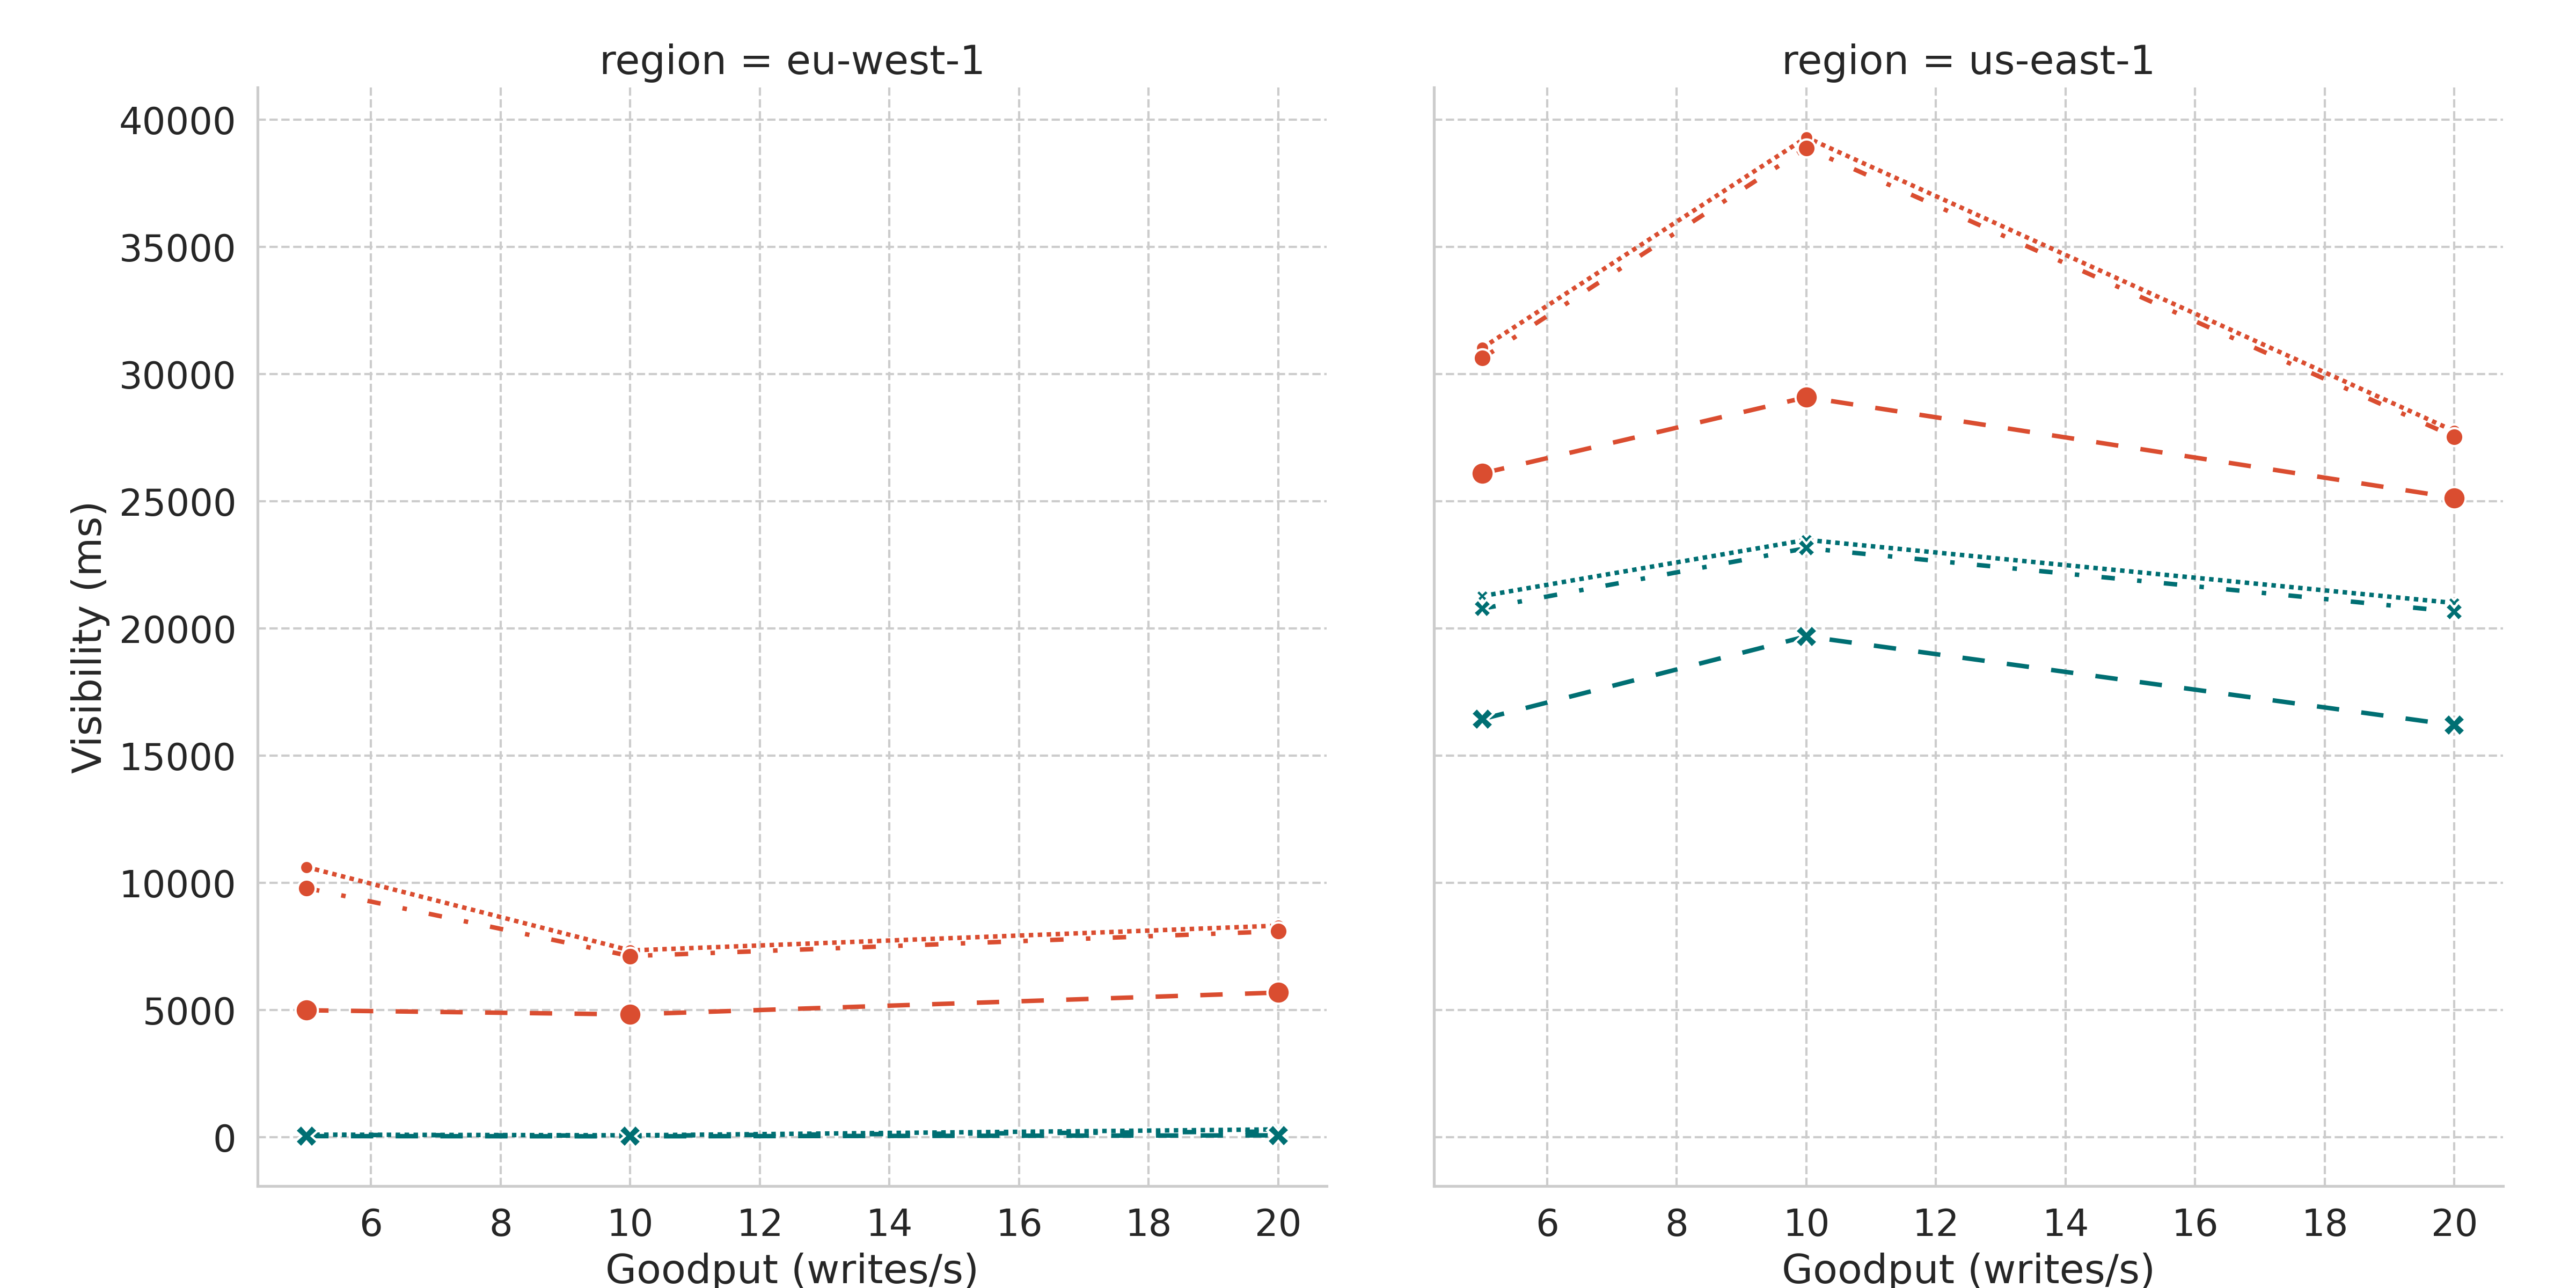 region = eu-west-1
region = us-east-1
40000
35000
30000
25000
20000
15000
10000
5000
0
Visibility (ms)
6 8 10 12 14 16 18 20
6 8 10 12 14 16 18 20
Goodput (writes/s)
Goodput (writes/s)